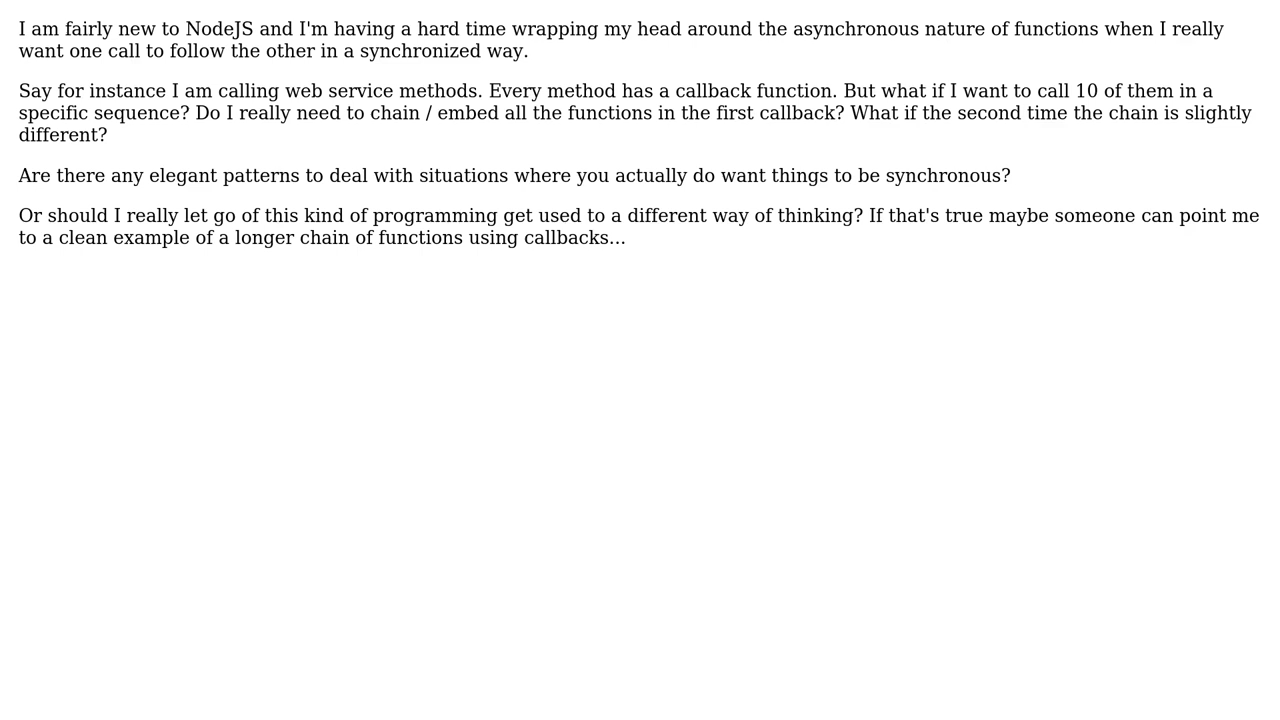 I am fairly new to NodeJS and I'm having a hard time wrapping my head around the asynchronous nature of functions when I really
want one call to follow the other in a synchronized way.
Say for instance I am calling web service methods. Every method has a callback function. But what if I want to call 10 of them in a
specific sequence? Do I really need to chain / embed all the functions in the first callback? What if the second time the chain is slightly
different?
Are there any elegant patterns to deal with situations where you actually do want things to be synchronous?
Or should I really let go of this kind of programming get used to a different way of thinking? If that's true maybe someone can point me
to a clean example of a longer chain of functions using callbacks...